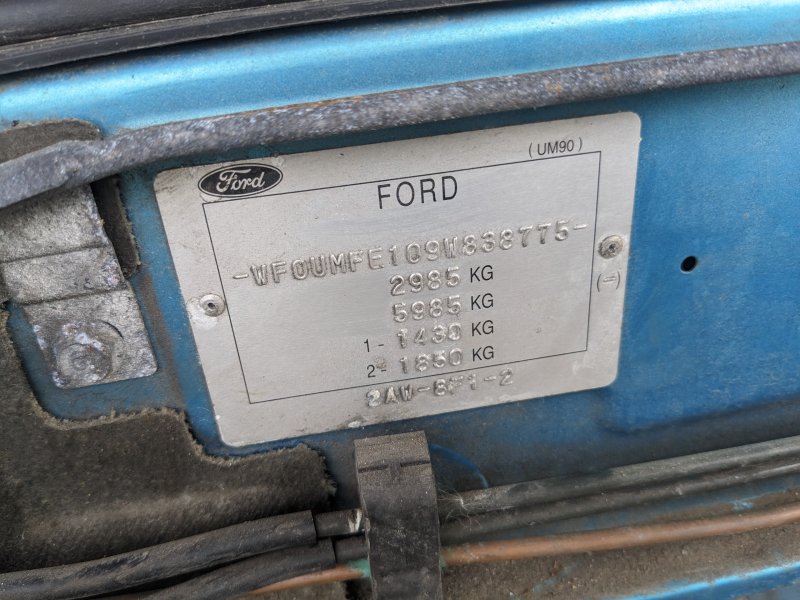 Ford
(UM90)
FORD
-WF0UMFE109W838775-
2985 KG
5985 KG
(-)
1- 1430 KG
2- 1850 KG
2AW-8F1-2